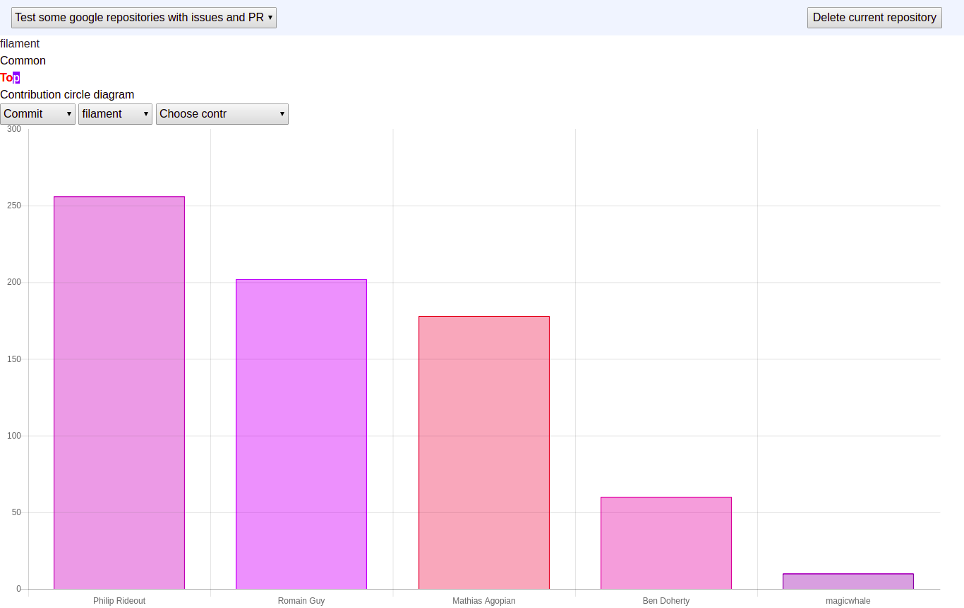 Test some google repositories with issues and PR Delete current repository
filament
Common
Top
Contribution circle diagram
Commit filament Choose contr
300
250
200
150
100
50
0
Philip Rideout Romain Guy Mathias Agopian Ben Doherty magicwhale